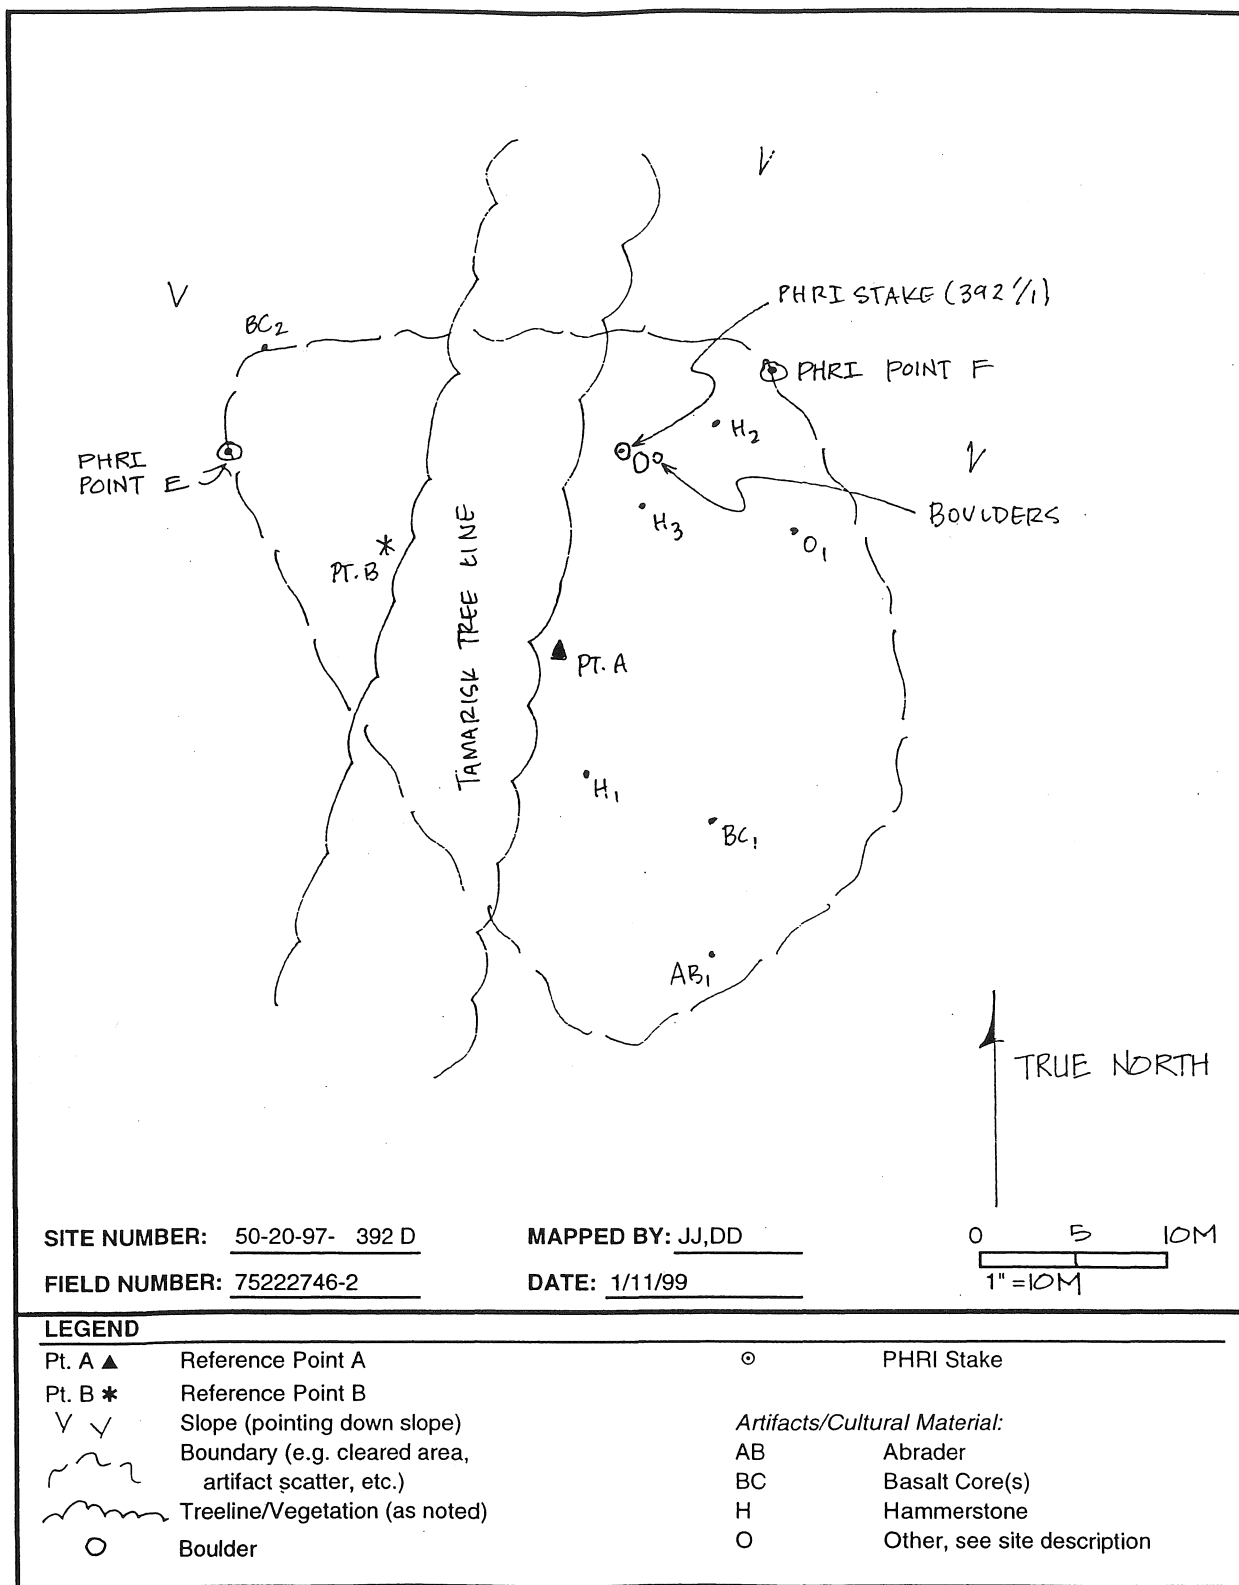 PHRI STAKE (392 1/1)
BC2
PHRI POINT F
H2
PHRI
POINT E
BOULDERS
H3
O1
PT. B
TAMARISK TREE LINE
PT. A
H1
BC1
AB1
TRUE NORTH
SITE NUMBER: 50-20-97- 392 D
MAPPED BY: JJ,DD
0 5 10M
FIELD NUMBER: 75222746-2
DATE: 1/11/99
1"=10M
LEGEND
Pt. A ▲ Reference Point A
PHRI Stake
Pt. B * Reference Point B
Slope (pointing down slope)
Artifacts/Cultural Material:
Boundary (e.g. cleared area,
artifact scatter, etc.)
AB Abrader
BC Basalt Core(s)
Treeline/Vegetation (as noted)
H Hammerstone
Boulder
O Other, see site description